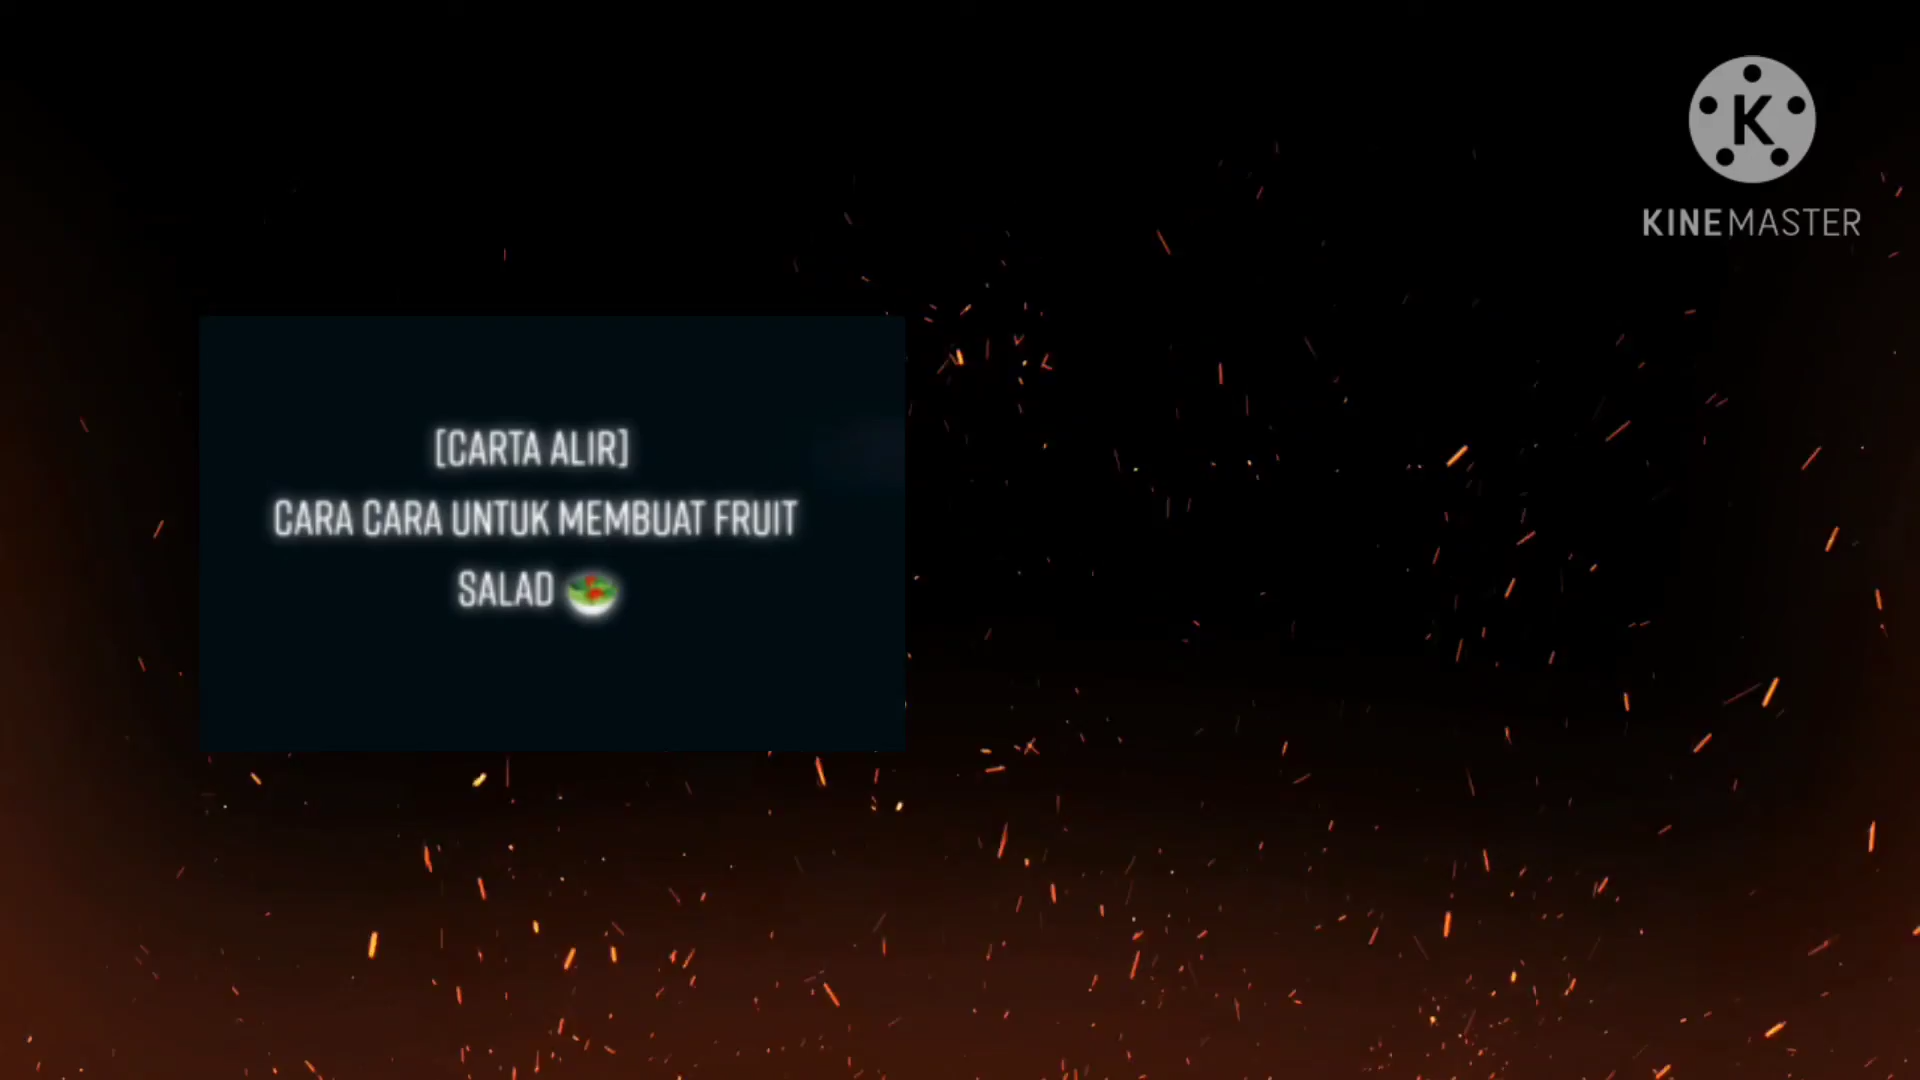 K
KINEMASTER
[CARTA ALIR]
CARA CARA UNTUK MEMBUAT FRUIT
SALAD 🥗